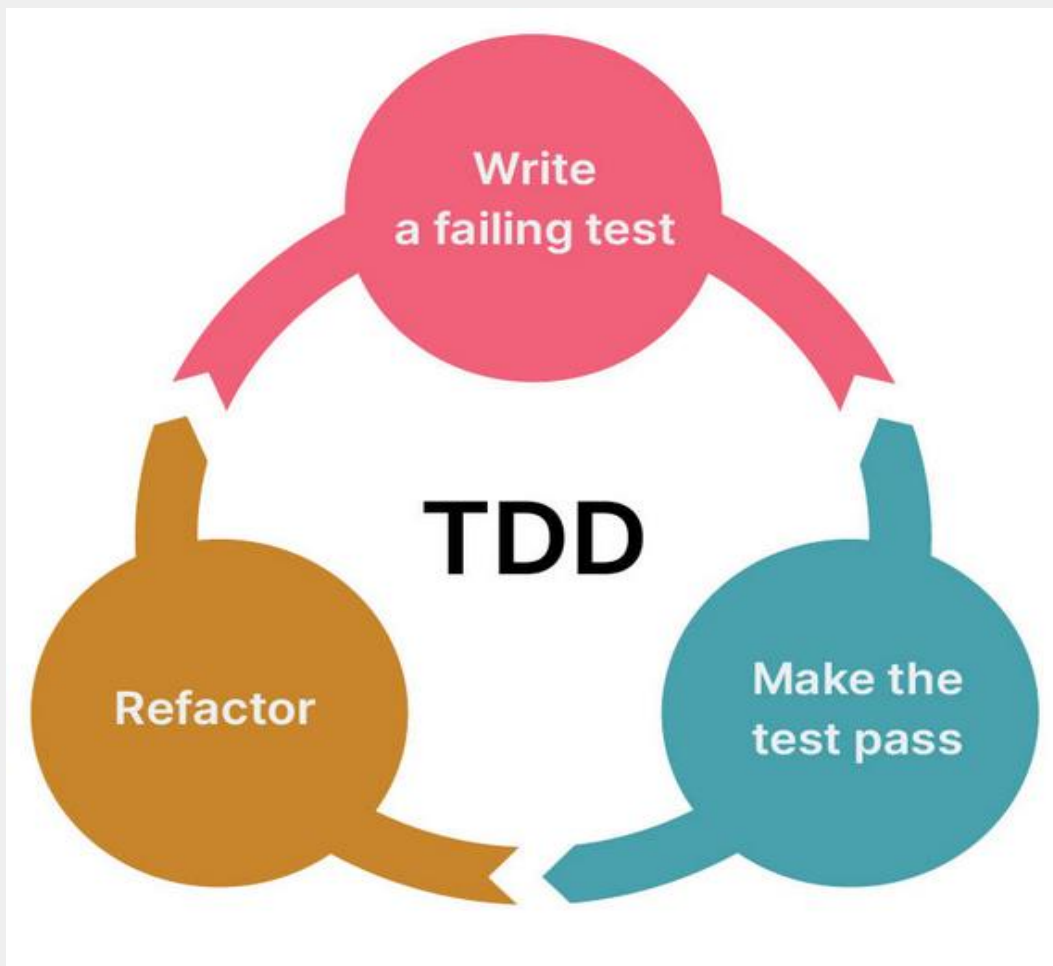 Write
a failing test
TDD
Refactor
Make the
test pass